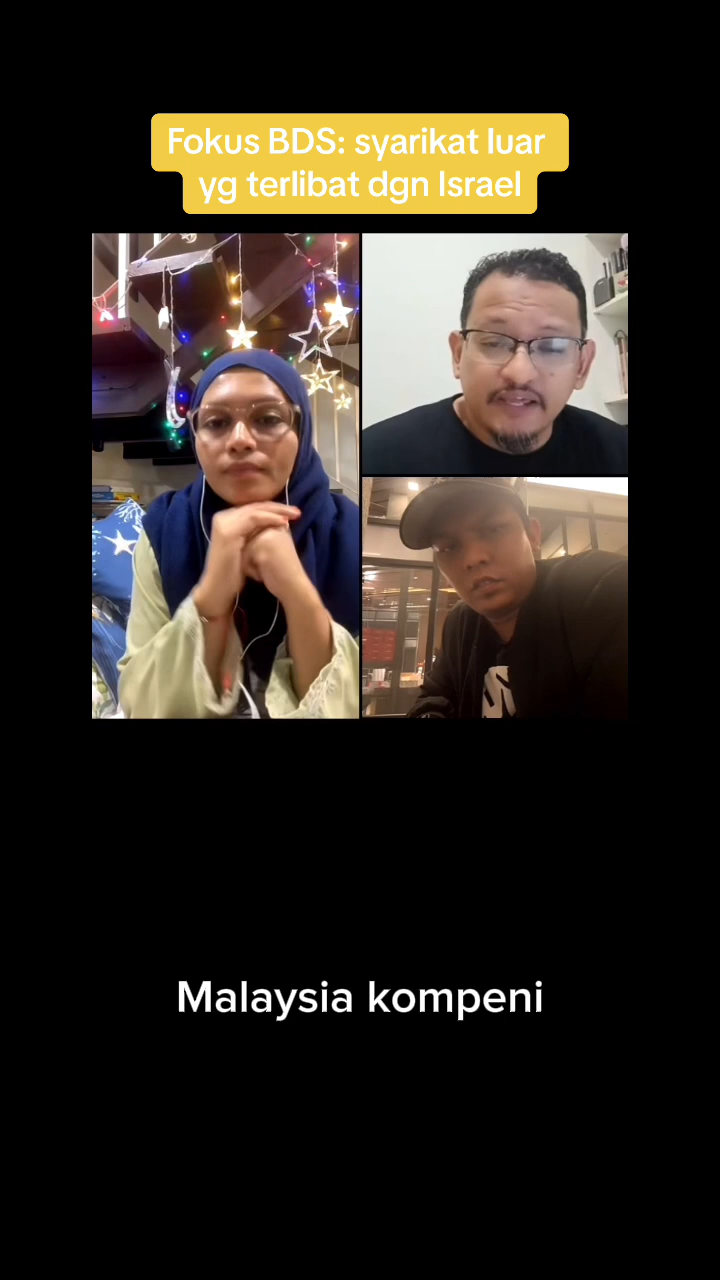 Fokus BDS: syarikat luar
yg terlibat dgn Israel
Malaysia kompeni